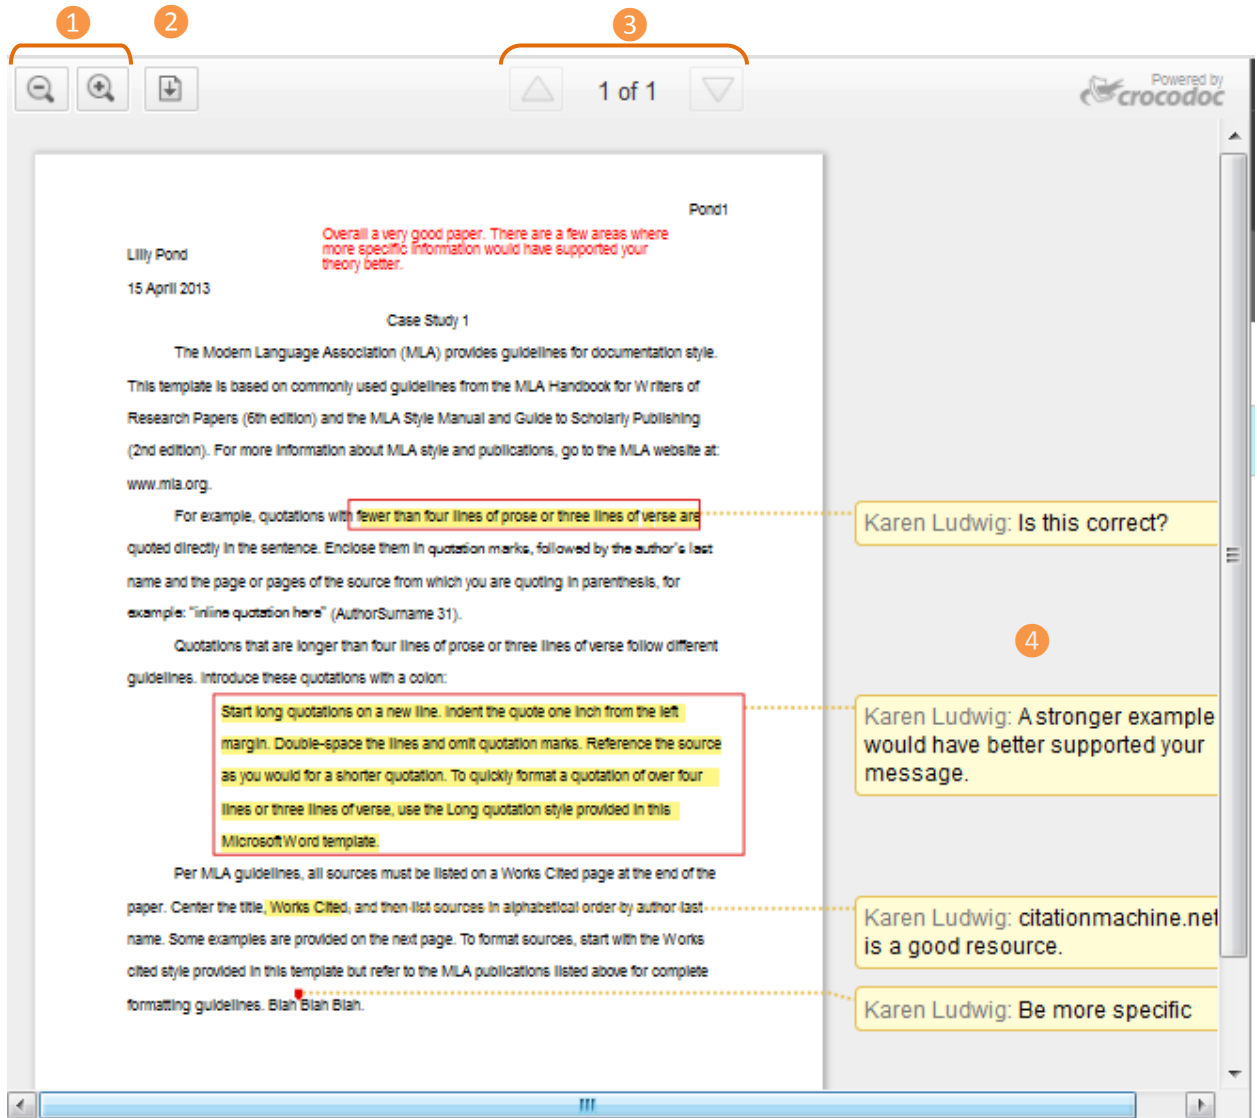 1
2
3
1 of 1
Powered by
crocodoc
Pond1
Overall a very good paper. There are a few areas where
more specific information would have supported your
theory better.
Lilly Pond
15 April 2013
Case Study 1
The Modern Language Association (MLA) provides guidelines for documentation style.
This template is based on commonly used guidelines from the MLA Handbook for Writers of
Research Papers (6th edition) and the MLA Style Manual and Guide to Scholarly Publishing
(2nd edition). For more information about MLA style and publications, go to the MLA website at:
www.mla.org.
For example, quotations with fewer than four lines of prose or three lines of verse are
Karen Ludwig: Is this correct?
quoted directly in the sentence. Enclose them in quotation marks, followed by the author's last
name and the page or pages of the source from which you are quoting in parenthesis, for
example: "inline quotation here" (AuthorSurname 31).
Quotations that are longer than four lines of prose or three lines of verse follow different
4
guidelines. Introduce these quotations with a colon:
Start long quotations on a new line. Indent the quote one inch from the left
margin. Double-space the lines and omit quotation marks. Reference the source
as you would for a shorter quotation. To quickly format a quotation of over four
lines or three lines of verse, use the Long quotation style provided in this
Microsoft Word template.
Karen Ludwig: A stronger example
would have better supported your
message.
Per MLA guidelines, all sources must be listed on a Works Cited page at the end of the
paper. Center the title, Works Cited, and then list sources in alphabetical order by author last
name. Some examples are provided on the next page. To format sources, start with the Works
cited style provided in this template but refer to the MLA publications listed above for complete
formatting guidelines. Blah Blah Blah.
Karen Ludwig: citationmachine.net
is a good resource.
Karen Ludwig: Be more specific